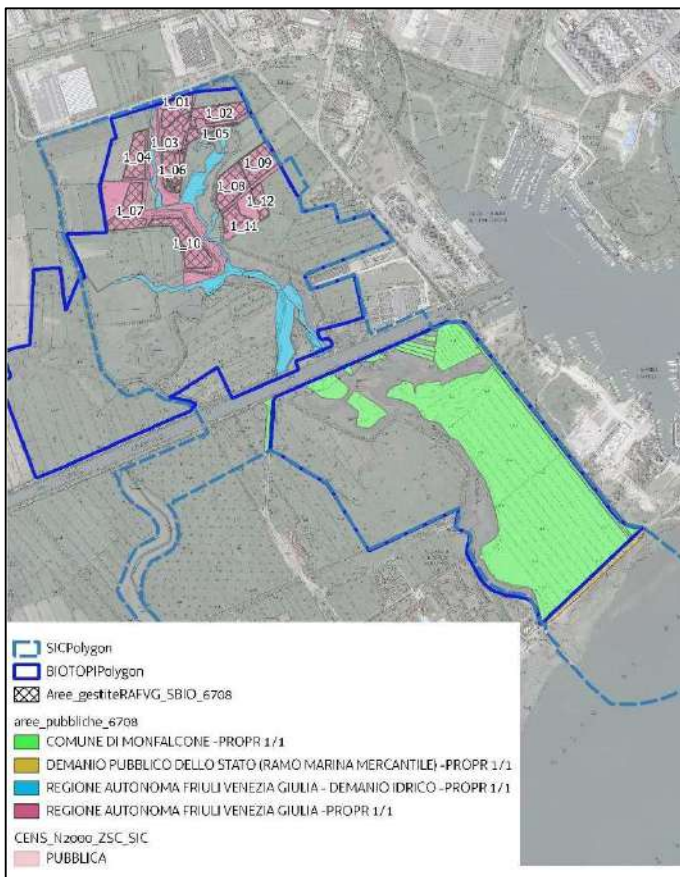 1_01
1_02
1_03
1_05
1_04
1_06
1_09
1_08
1_07
1_12
1_11
1_10
SICPolygon
BIOTOPIPolygon
Aree_gestiteRAFVG_SBIO_6708
aree_pubbliche_6708
COMUNE DI MONFALCONE -PROPR 1/1
DEMANIO PUBBLICO DELLO STATO (RAMO MARINA MERCANTILE) -PROPR 1/1
REGIONE AUTONOMA FRIULI VENEZIA GIULIA - DEMANIO IDRICO -PROPR 1/1
REGIONE AUTONOMA FRIULI VENEZIA GIULIA -PROPR 1/1
CENS_N2000_ZSC_SIC
PUBBLICA